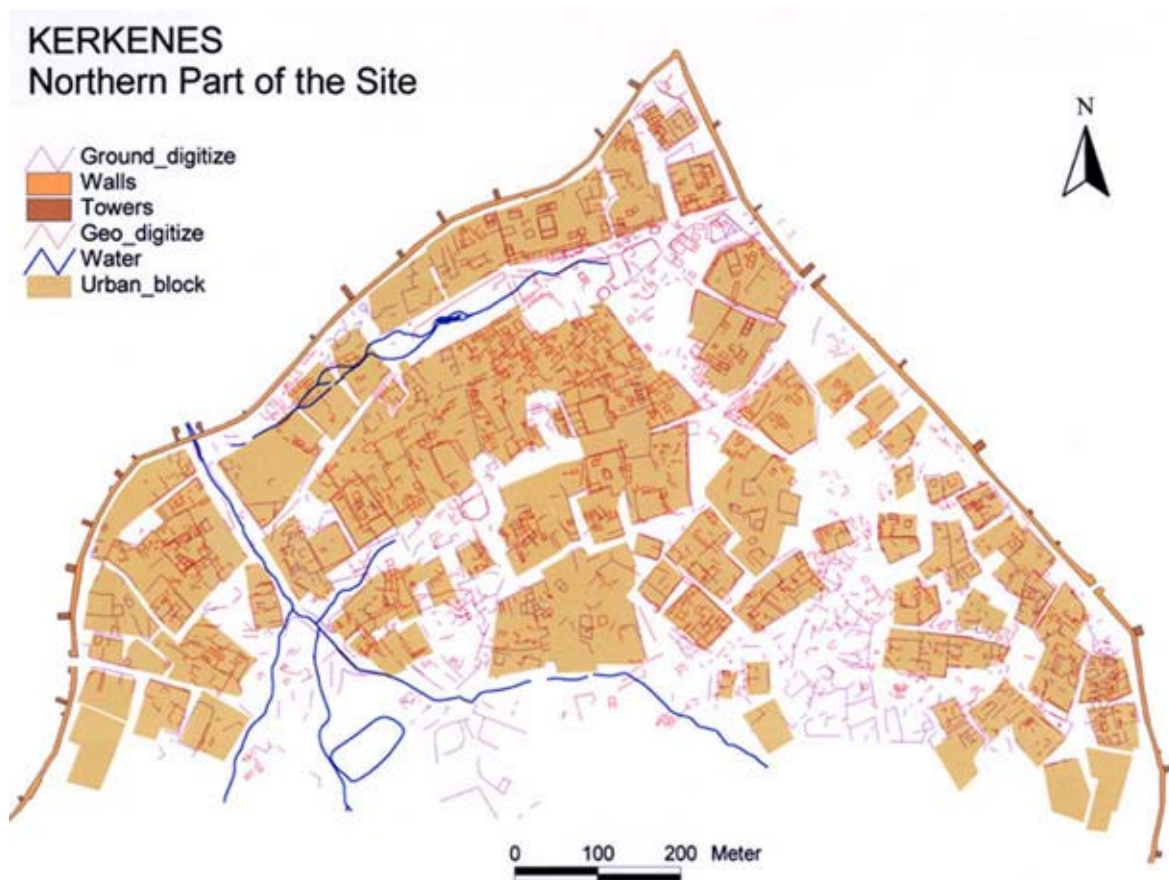 KERKENES
Northern Part of the Site
N
Ground_digitize
Walls
Towers
Geo_digitize
Water
Urban_block
0 100 200 Meter